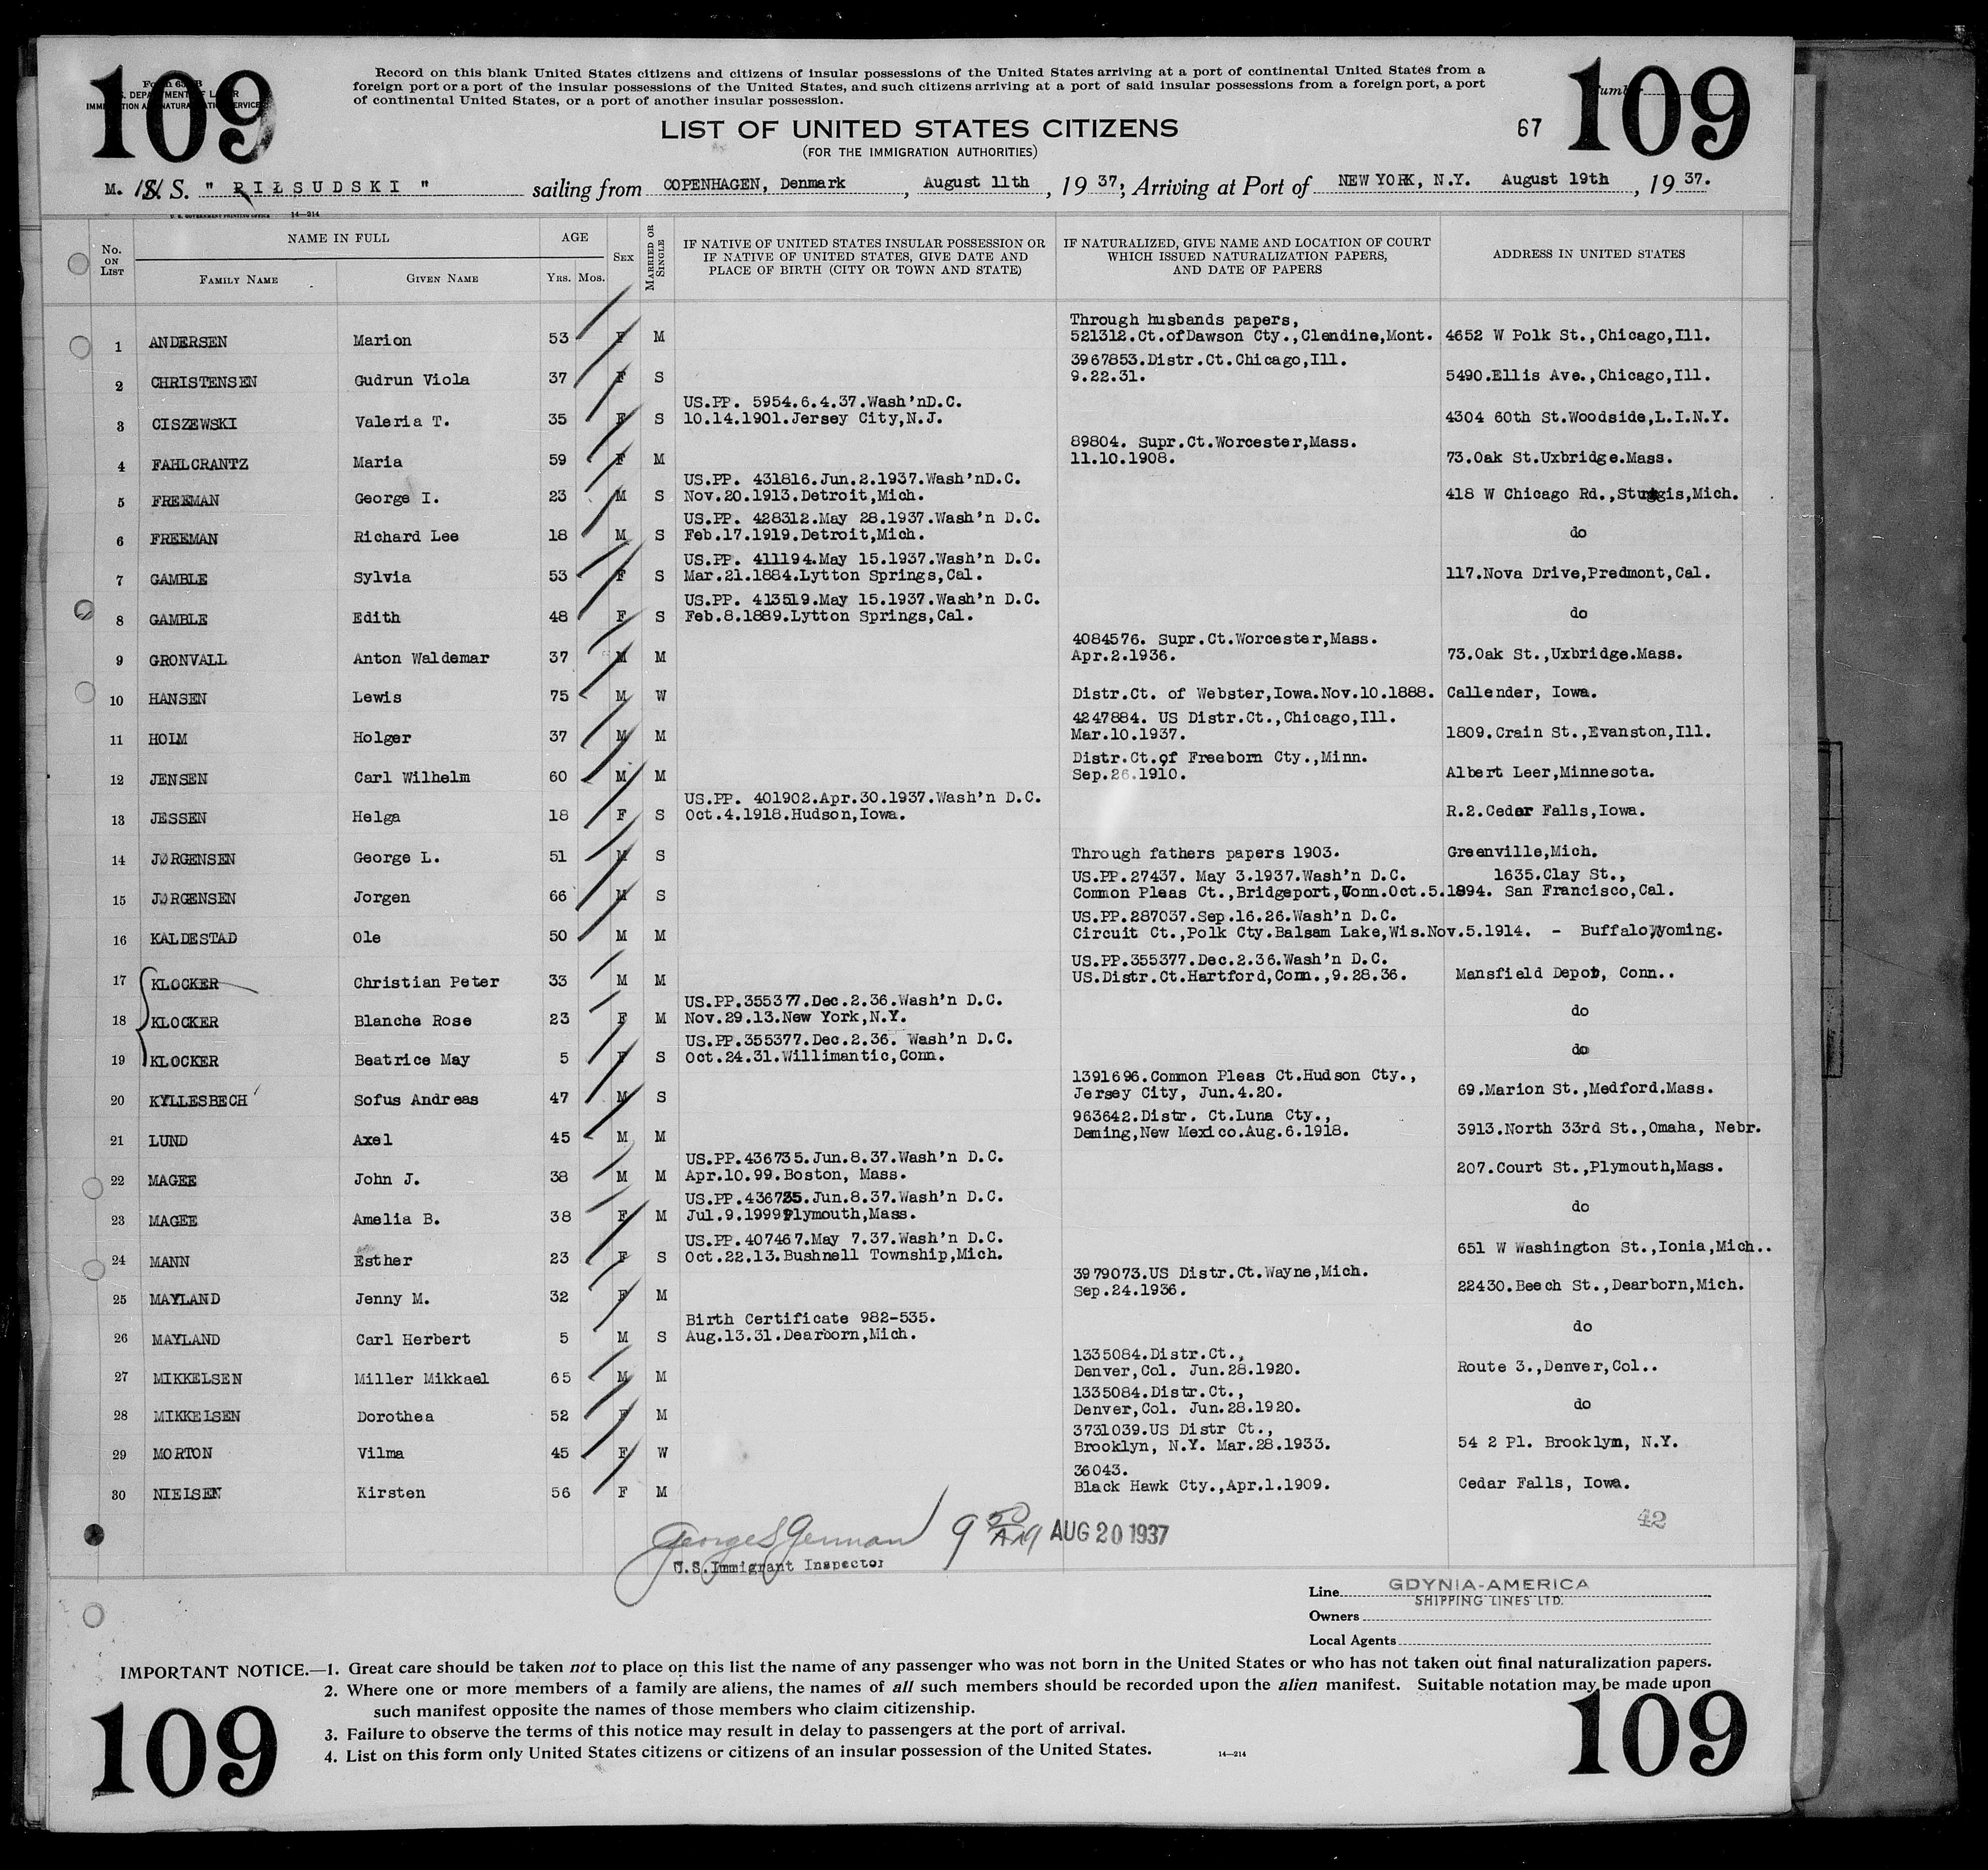 109
109
Record on this blank United States citizens and citizens of insular possessions of the United States arriving at a port of continental United States from a
foreign port or a port of the insular possessions of the United States, and such citizens arriving at a port of said insular possessions from a foreign port, a port
of continental United States, or a port of another insular possession.
LIST OF UNITED STATES CITIZENS
67
(FOR THE IMMIGRATION AUTHORITIES)
M. S. S. " PIŁSUDSKI " sailing from COPENHAGEN, Denmark, August 11th, 19 37; Arriving at Port of NEW YORK, N.Y. August 19th, 19 37.
U. S. GOVERNMENT PRINTING OFFICE 14—214
No. ON LIST
NAME IN FULL
FAMILY NAME
GIVEN NAME
AGE
YRS. MOS.
SEX
MARRIED OR SINGLE
IF NATIVE OF UNITED STATES INSULAR POSSESSION OR
IF NATIVE OF UNITED STATES, GIVE DATE AND
PLACE OF BIRTH (CITY OR TOWN AND STATE)
IF NATURALIZED, GIVE NAME AND LOCATION OF COURT
WHICH ISSUED NATURALIZATION PAPERS,
AND DATE OF PAPERS
ADDRESS IN UNITED STATES
Through husbands papers,
1 ANDERSEN Marion 53 F M 521312.Ct.ofDawson Cty.,Clendine,Mont. 4652 W Polk St.,Chicago,Ill.
3967853.Distr.Ct.Chicago,Ill.
2 CHRISTENSEN Gudrun Viola 37 F S 9.22.31. 5490.Ellis Ave.,Chicago,Ill.
US.PP. 5954.6.4.37.Wash'nD.C.
3 CISZEWSKI Valeria T. 35 F S 10.14.1901.Jersey City,N.J. 4304 60th St.Woodside,L.I.N.Y.
89804. Supr.Ct.Worcester,Mass.
4 FAHLCRANTZ Maria 59 F M 11.10.1908. 73.Oak St.Uxbridge.Mass.
US.PP. 431816.Jun.2.1937.Wash'nD.C.
5 FREEMAN George I. 23 M S Nov.20.1913.Detroit,Mich. 418 W Chicago Rd.,Sturgis,Mich.
US.PP. 428312.May 28.1937.Wash'n D.C.
6 FREEMAN Richard Lee 18 M S Feb.17.1919.Detroit,Mich. do
US.PP. 411194.May 15.1937.Wash'n D.C.
7 GAMBLE Sylvia 53 F S Mar.21.1884.Lytton Springs,Cal. 117.Nova Drive,Predmont,Cal.
US.PP. 413519.May 15.1937.Wash'n D.C.
8 GAMBLE Edith 48 F S Feb.8.1889.Lytton Springs,Cal. do
4084576. Supr.Ct.Worcester,Mass.
9 GRONVALL Anton Waldemar 37 M M Apr.2.1936. 73.Oak St.,Uxbridge.Mass.
10 HANSEN Lewis 75 M W Distr.Ct. of Webster,Iowa.Nov.10.1888. Callender, Iowa.
4247884. US Distr.Ct.,Chicago,Ill.
11 HOLM Holger 37 M M Mar.10.1937. 1809.Crain St.,Evanston,Ill.
Distr.Ct.of Freeborn Cty.,Minn.
12 JENSEN Carl Wilhelm 60 M M Sep.26.1910. Albert Leer,Minnesota.
US.PP. 401902.Apr.30.1937.Wash'n D.C.
13 JESSEN Helga 18 F S Oct.4.1918.Hudson,Iowa. R.2.Cedar Falls,Iowa.
14 JØRGENSEN George L. 51 M S Through fathers papers 1903. Greenville,Mich.
US.PP.27437. May 3.1937.Wash'n D.C. 1635.Clay St.,
15 JØRGENSEN Jorgen 66 M S Common Pleas Ct.,Bridgeport,Conn.Oct.5.1894. San Francisco,Cal.
US.PP.287037.Sep.16.26.Wash'n D.C.
16 KALDESTAD Ole 50 M M Circuit Ct.,Polk Cty.Balsam Lake,Wis.Nov.5.1914. - Buffalo,Wyoming.
US.PP.355377.Dec.2.36.Wash'n D.C.
17 KLOCKER Christian Peter 33 M M US.Distr.Ct.Hartford,Conn.,9.28.36. Mansfield Depot, Conn..
US.PP.355377.Dec.2.36.Wash'n D.C.
18 KLOCKER Blanche Rose 23 F M Nov.29.13.New York,N.Y. do
US.PP.355377.Dec.2.36. Wash'n D.C.
19 KLOCKER Beatrice May 5 F S Oct.24.31.Willimantic,Conn. do
1391696.Common Pleas Ct.Hudson Cty.,
20 KYLLESBECH Sofus Andreas 47 M S Jersey City, Jun.4.20. 69.Marion St.,Medford.Mass.
963642.Distr. Ct.Luna Cty.,
21 LUND Axel 45 M M Deming,New Mexico.Aug.6.1918. 3913.North 33rd St.,Omaha, Nebr.
US.PP.436735.Jun.8.37.Wash'n D.C.
22 MAGEE John J. 38 M M Apr.10.99.Boston, Mass. 207.Court St.,Plymouth,Mass.
US.PP.436735.Jun.8.37.Wash'n D.C.
23 MAGEE Amelia B. 38 F M Jul.9.1999Plymouth,Mass. do
US.PP.407467.May 7.37.Wash'n D.C.
24 MANN Esther 23 F S Oct.22.13.Bushnell Township,Mich. 651 W Washington St.,Ionia,Mich..
3979073.US Distr.Ct.Wayne,Mich.
25 MAYLAND Jenny M. 32 F M Sep.24.1936. 22430.Beech St.,Dearborn,Mich.
Birth Certificate 982-535.
26 MAYLAND Carl Herbert 5 M S Aug.13.31.Dearborn,Mich. do
1335084.Distr.Ct.,
27 MIKKELSEN Miller Mikkael 65 M M Denver,Col. Jun.28.1920. Route 3.,Denver,Col..
1335084.Distr.Ct.,
28 MIKKELSEN Dorothea 52 F M Denver,Col. Jun.28.1920. do
3731039.US Distr Ct.,
29 MORTON Vilma 45 F W Brooklyn, N.Y. Mar.28.1933. 54 2 Pl. Brooklyn, N.Y.
36043.
30 NIELSEN Kirsten 56 F M Black Hawk Cty.,Apr.1.1909. Cedar Falls, Iowa.
42
George S German 9 50 AM AUG 20 1937
U.S.Immigrant Inspector
Line GDYNIA-AMERICA
SHIPPING LINES LTD.
Owners
Local Agents
IMPORTANT NOTICE.—1. Great care should be taken not to place on this list the name of any passenger who was not born in the United States or who has not taken out final naturalization papers.
2. Where one or more members of a family are aliens, the names of all such members should be recorded upon the alien manifest. Suitable notation may be made upon
such manifest opposite the names of those members who claim citizenship.
3. Failure to observe the terms of this notice may result in delay to passengers at the port of arrival.
4. List on this form only United States citizens or citizens of an insular possession of the United States.
14—214
109
109